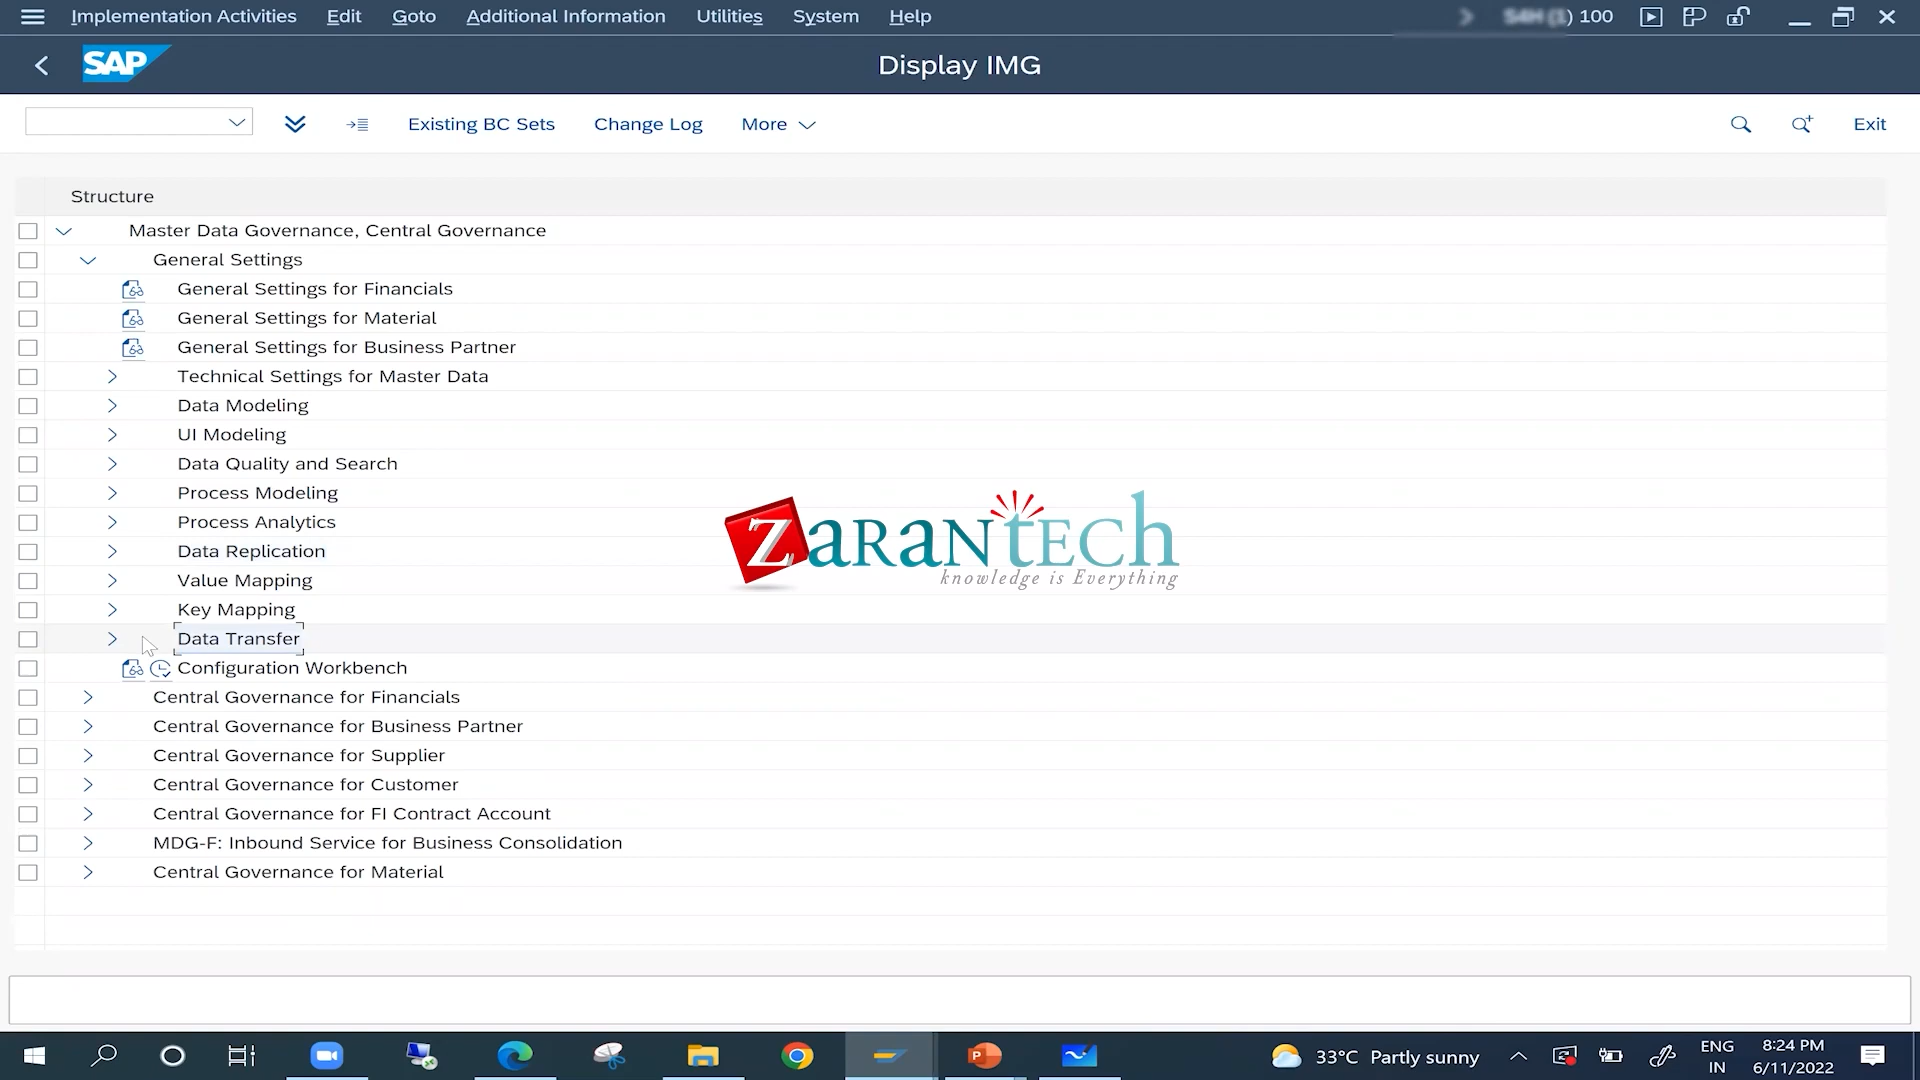 Implementation Activities Edit Goto Additional Information Utilities System Help 100
SAP Display IMG
Existing BC Sets Change Log More Exit
Structure
Master Data Governance, Central Governance
General Settings
General Settings for Financials
General Settings for Material
General Settings for Business Partner
Technical Settings for Master Data
Data Modeling
UI Modeling
Data Quality and Search
Process Modeling
Process Analytics
Data Replication
Value Mapping
Key Mapping
Data Transfer
Configuration Workbench
Central Governance for Financials
Central Governance for Business Partner
Central Governance for Supplier
Central Governance for Customer
Central Governance for FI Contract Account
MDG-F: Inbound Service for Business Consolidation
Central Governance for Material
ZaranTech
knowledge is Everything
33°C Partly sunny
ENG
IN
8:24 PM
6/11/2022